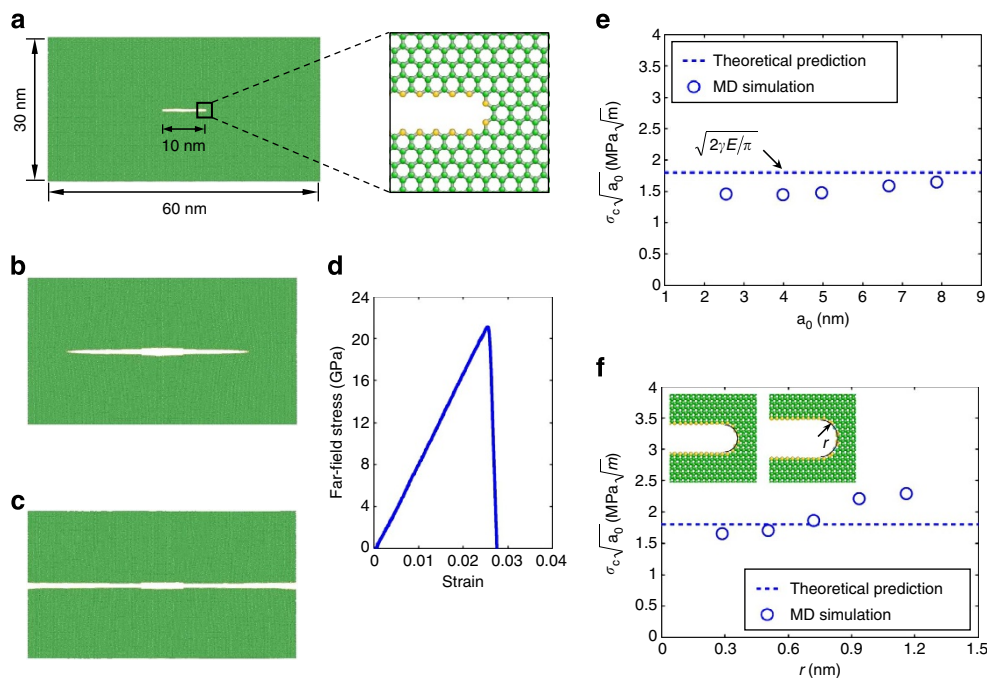 a
30 nm
10 nm
60 nm
b
c
d
Far-field stress (GPa)
24
20
16
12
8
4
0
0 0.01 0.02 0.03 0.04
Strain
e
σc√a0 (MPa√m)
4
3.5
3
2.5
2
1.5
1
0.5
0
Theoretical prediction
MD simulation
√2γE/π
1 2 3 4 5 6 7 8 9
a0 (nm)
f
σc√a0 (MPa√m)
4
3.5
3
2.5
2
1.5
1
0.5
0
r
Theoretical prediction
MD simulation
0 0.3 0.6 0.9 1.2 1.5
r (nm)